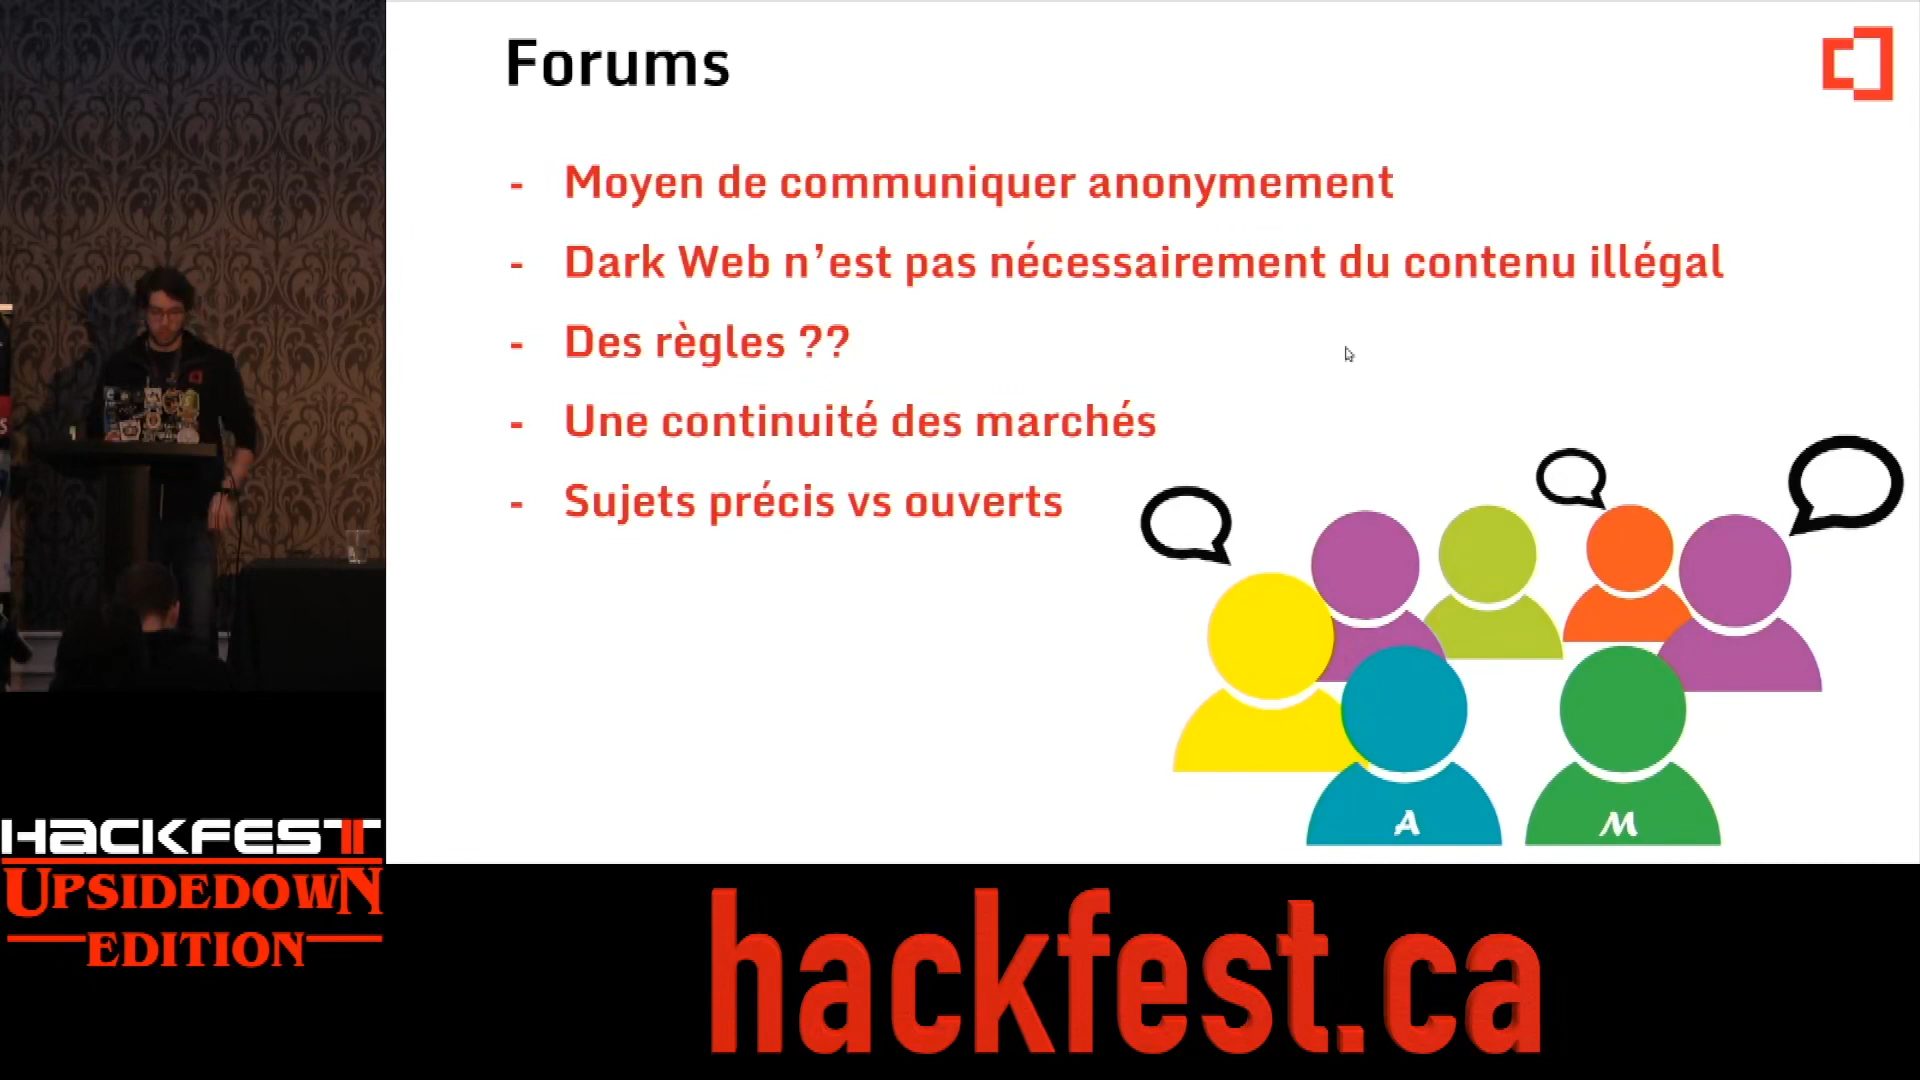 Forums
- Moyen de communiquer anonymement
- Dark Web n’est pas nécessairement du contenu illégal
- Des règles ??
- Une continuité des marchés
- Sujets précis vs ouverts
A
M
HACKFEST
UPSIDEDOWN
EDITION
hackfest.ca